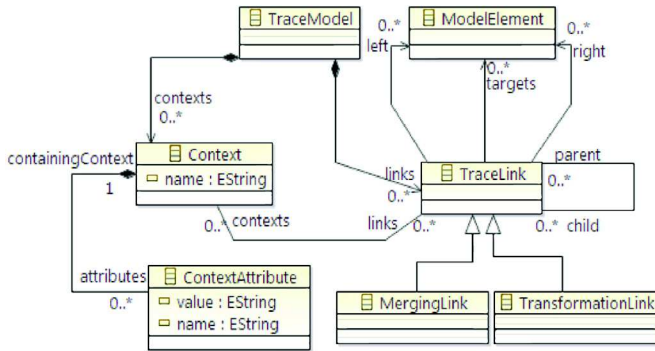 TraceModel
ModelElement
0..*
0..*
left
right
0..*
targets
contexts
0..*
containingContext
1
Context
name : EString
links
0..*
TraceLink
parent
0..*
0..*
contexts
links
0..*
0..*
child
attributes
0..*
ContextAttribute
value : EString
name : EString
MergingLink
TransformationLink